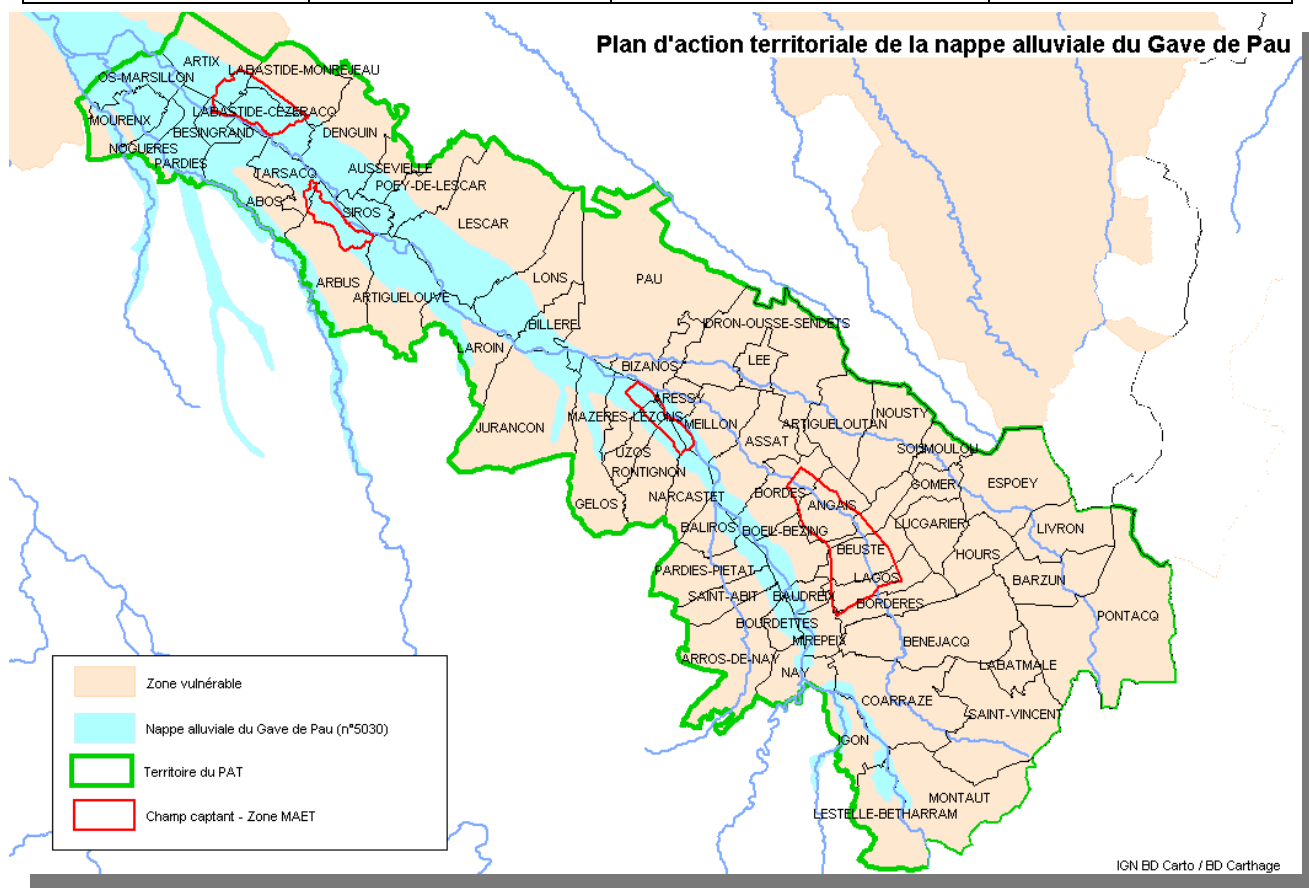 Plan d'action territoriale de la nappe alluviale du Gave de Pau
ARTIX
LABASTIDE-MONREJEAU
OS-MARSILLON
LABASTIDE-CEZERACQ
MOURENX
BESINGRAND
DENGUIN
NOGUERES
PARDIES
AUSSEVIELLE
TARSACQ
POEY-DE-LESCAR
ABOS
SIROS
LESCAR
ARBUS
LONS
PAU
ARTIGUELOUVE
BILLERE
IDRON-OUSSE-SENDETS
LAROIN
LEE
BIZANOS
ARESSY
NOUSTY
MAZERES-LEZONS
MEILLON
ARTIGUELOUTAN
JURANCON
ASSAT
UZOS
SOUMOULOU
RONTIGNON
GOMER
ESPOEY
NARCASTET
BORDES
GELOS
ANGAIS
LUCGARIER
BALIROS
BOEIL-BEZING
LIVRON
BEUSTE
HOURS
PARDIES-PIETAT
LAGOS
BARZUN
SAINT-ABIT
BAUDREIX
BORDERES
PONTACQ
BOURDETTES
MIREPEIX
BENEJACQ
ARROS-DE-NAY
LABATMALE
NAY
COARRAZE
SAINT-VINCENT
IGON
MONTAUT
LESTELLE-BETHARRAM
Zone vulnérable
Nappe alluviale du Gave de Pau (n°5030)
Territoire du PAT
Champ captant - Zone MAET
IGN BD Carto / BD Carthage